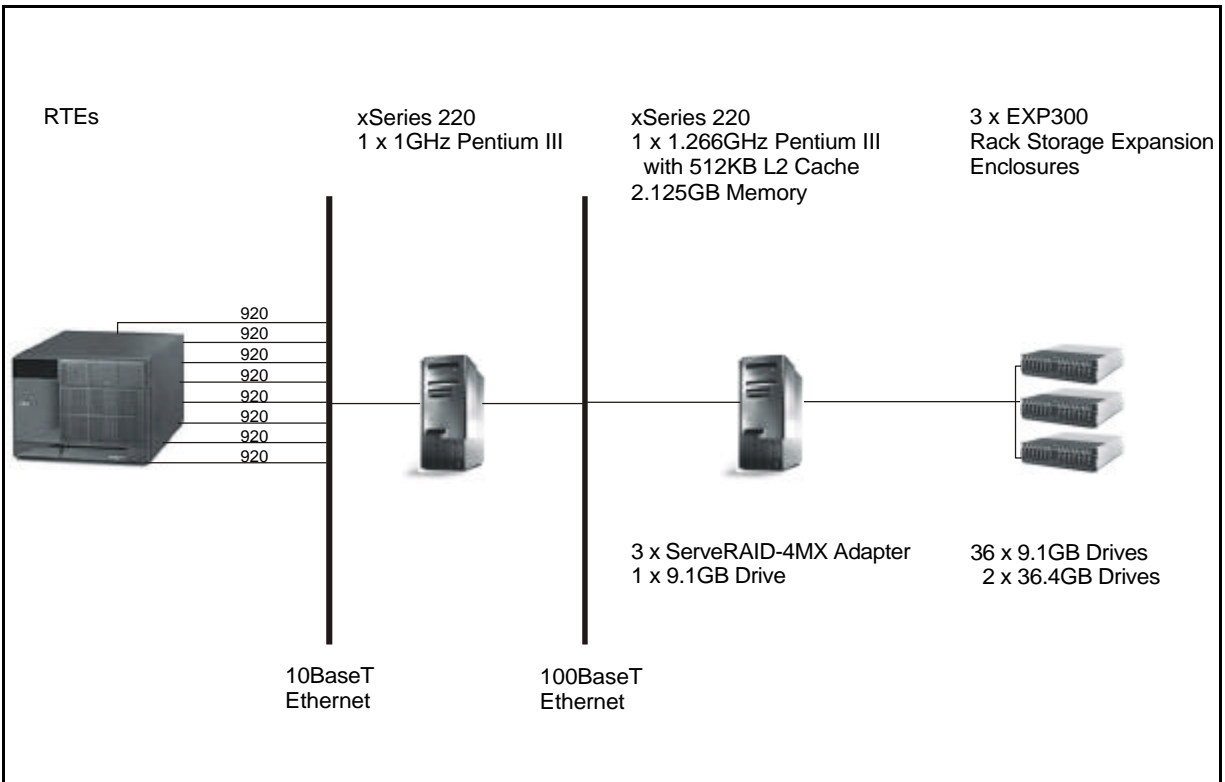 RTEs
xSeries 220
1 x 1GHz Pentium III
xSeries 220
1 x 1.266GHz Pentium III
with 512KB L2 Cache
2.125GB Memory
3 x EXP300
Rack Storage Expansion
Enclosures
920
920
920
920
920
920
920
920
3 x ServeRAID-4MX Adapter
1 x 9.1GB Drive
36 x 9.1GB Drives
2 x 36.4GB Drives
10BaseT
Ethernet
100BaseT
Ethernet